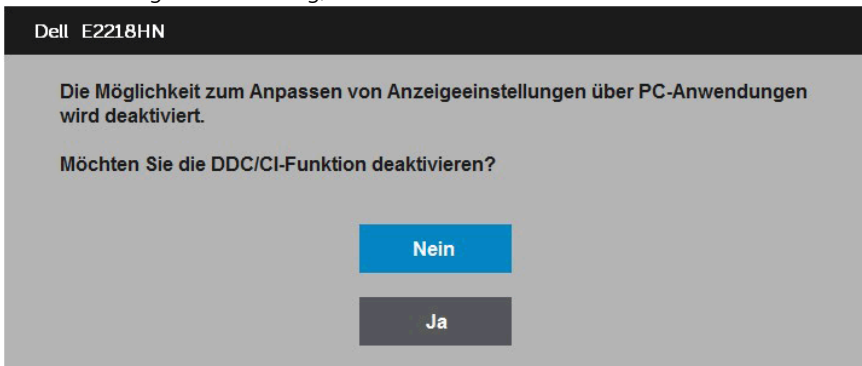 Dell E2218HN
Die Möglichkeit zum Anpassen von Anzeigeeinstellungen über PC-Anwendungen
wird deaktiviert.
Möchten Sie die DDC/CI-Funktion deaktivieren?
Nein
Ja